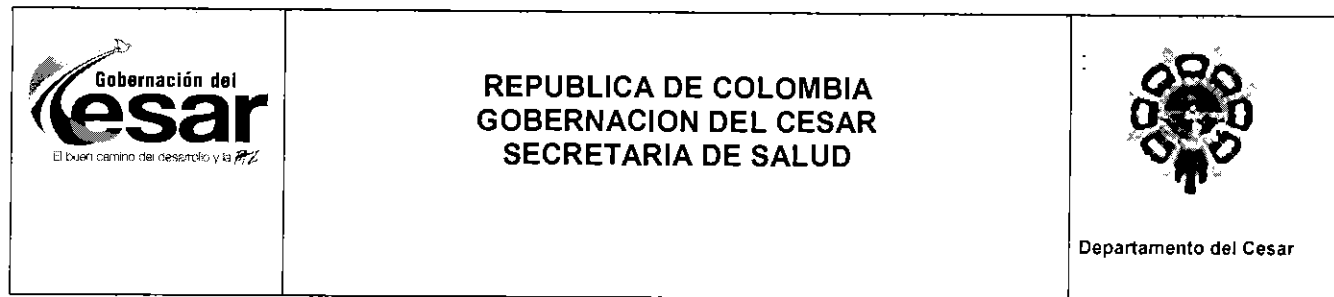 Gobernación del
Cesar
El buen camino del desarrollo y la PAZ
REPUBLICA DE COLOMBIA
GOBERNACION DEL CESAR
SECRETARIA DE SALUD
Departamento del Cesar